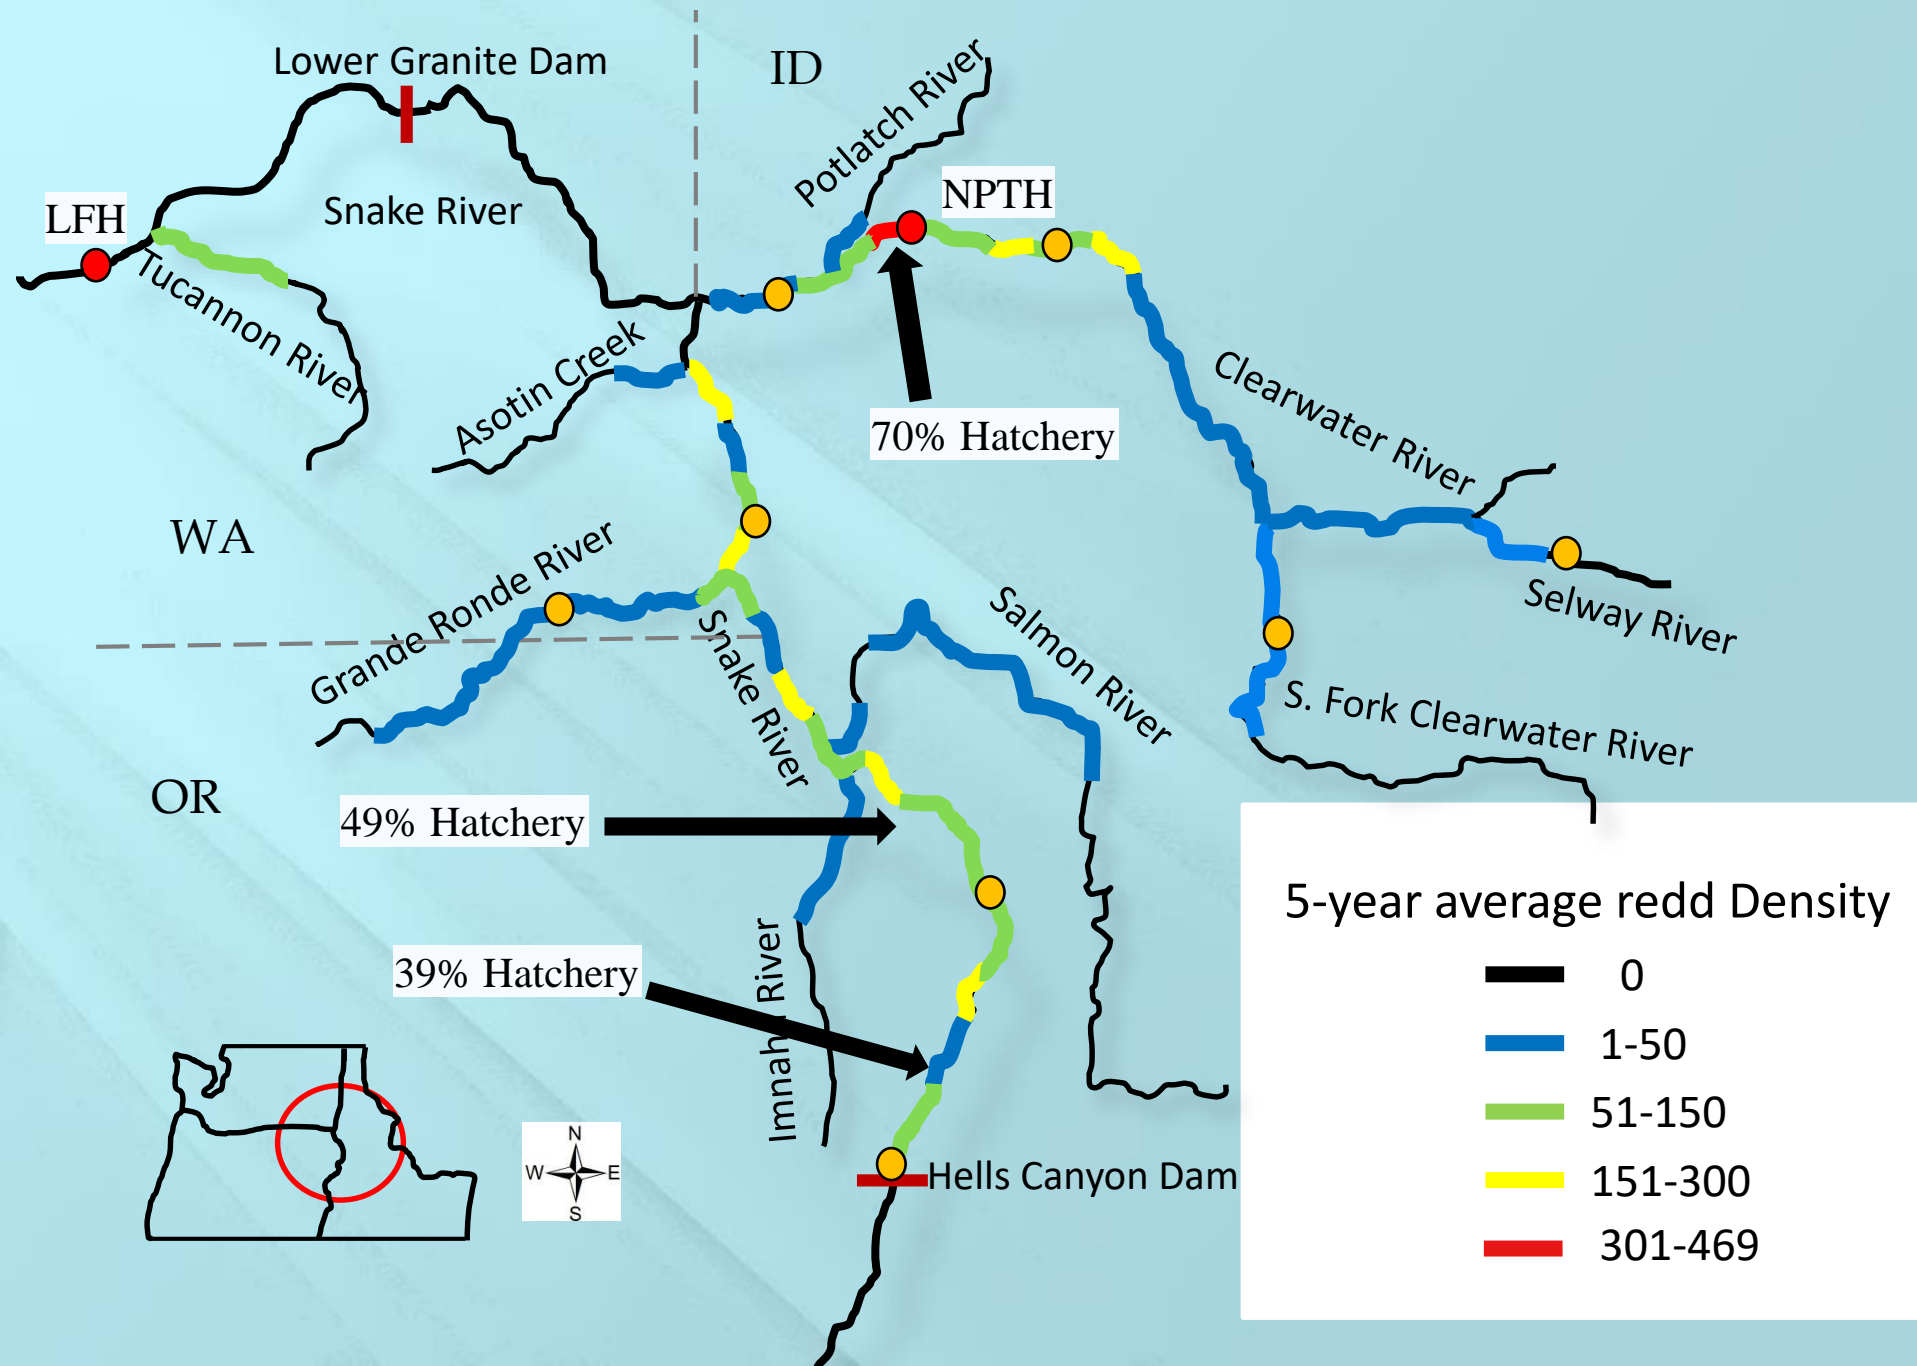 Lower Granite Dam
ID
Potlatch River
LFH
Snake River
NPTH
Tucannon River
Asotin Creek
70% Hatchery
Clearwater River
WA
Grande Ronde River
Snake River
Salmon River
Selway River
S. Fork Clearwater River
OR
49% Hatchery
39% Hatchery
Imnaha River
Hells Canyon Dam
N
W E
S
5-year average redd Density
0
1-50
51-150
151-300
301-469